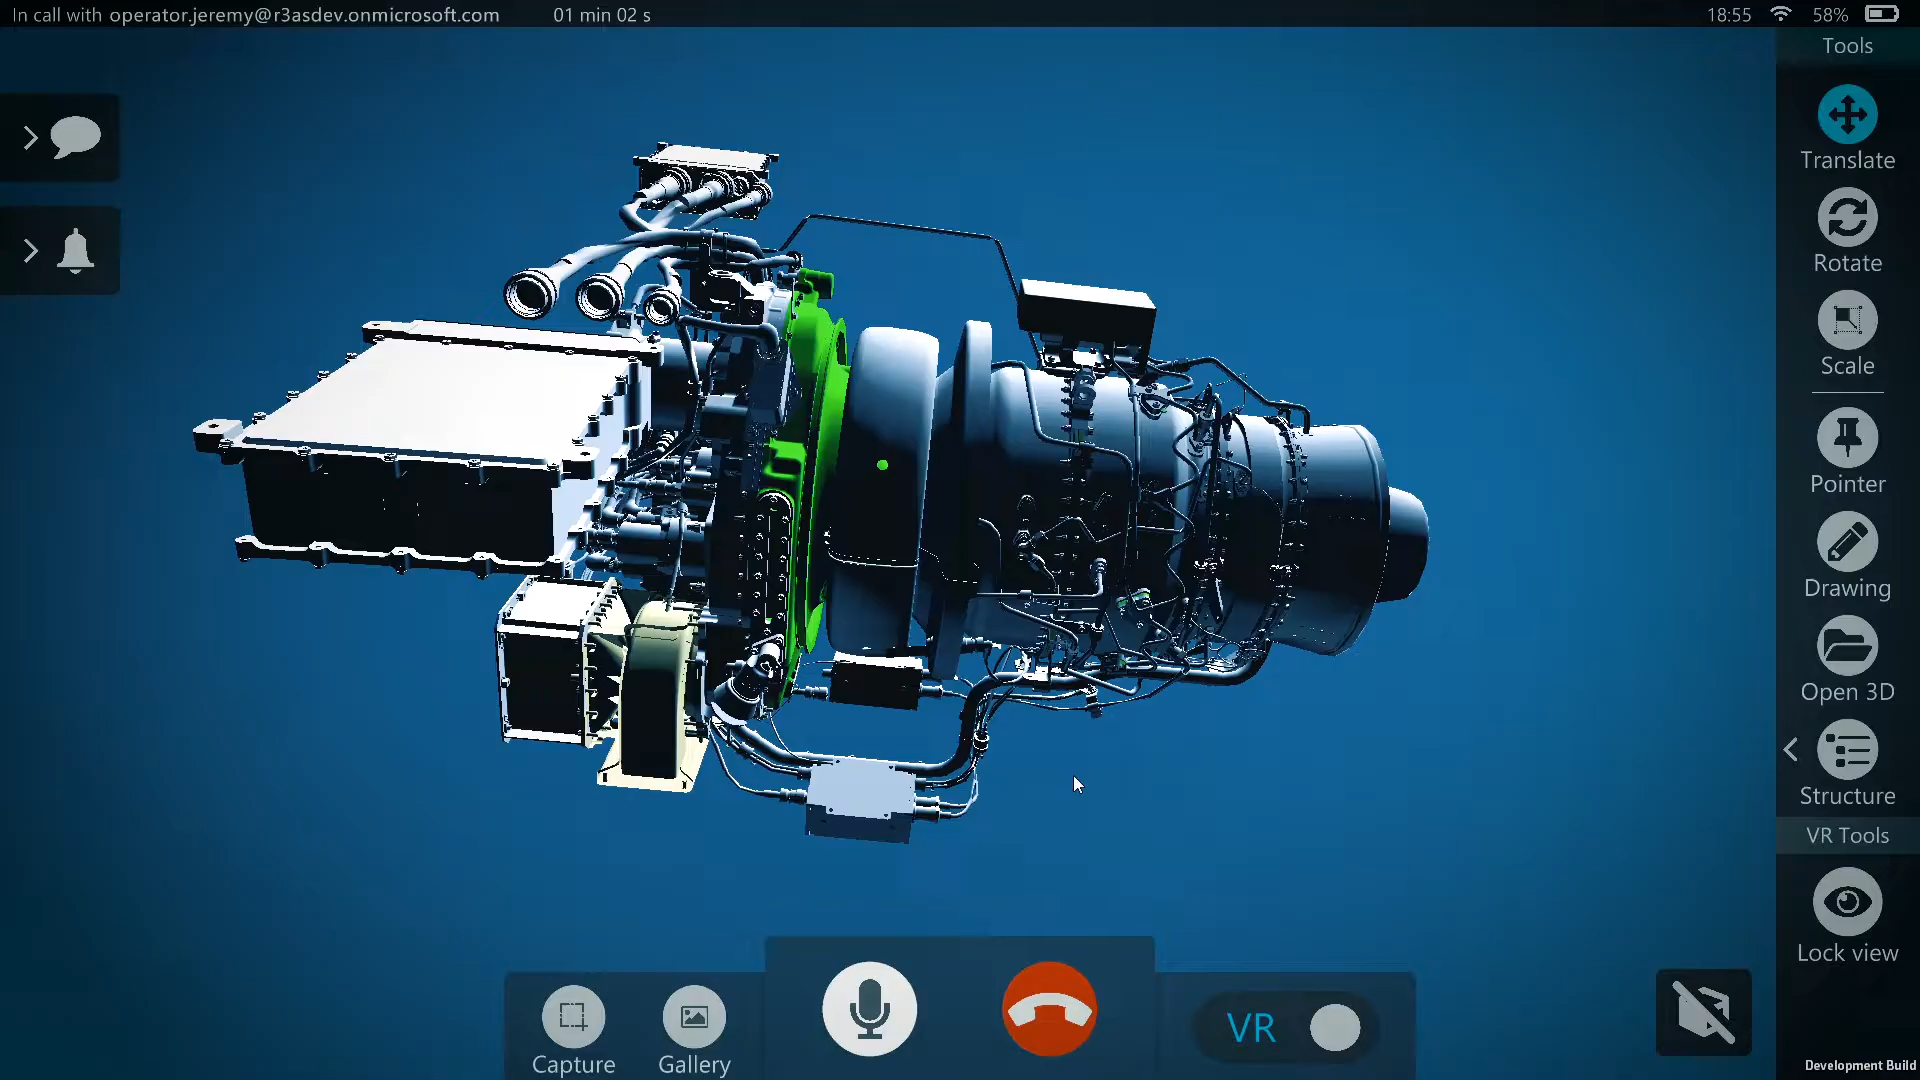 In call with operator.jeremy@r3asdev.onmicrosoft.com 01 min 02 s
18:55 58%
Tools
Translate
Rotate
Scale
Pointer
Drawing
Open 3D
Structure
VR Tools
Lock view
Capture
Gallery
VR
Development Build